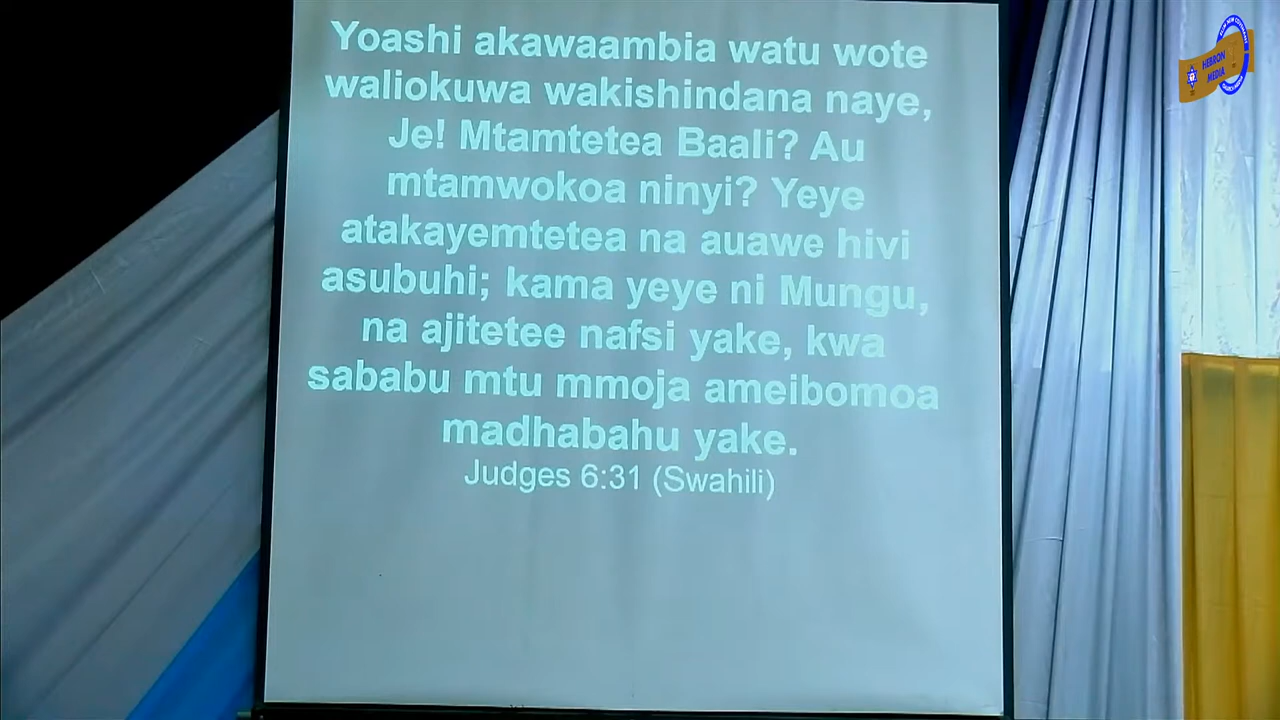 Yoashi akawaambia watu wote
waliokuwa wakishindana naye,
Je! Mtamtetea Baali? Au
mtamwokoa ninyi? Yeye
atakayemtetea na auawe hivi
asubuhi; kama yeye ni Mungu,
na ajitetee nafsi yake, kwa
sababu mtu mmoja ameibomoa
madhabahu yake.
Judges 6:31 (Swahili)
HEBRON
MEDIA